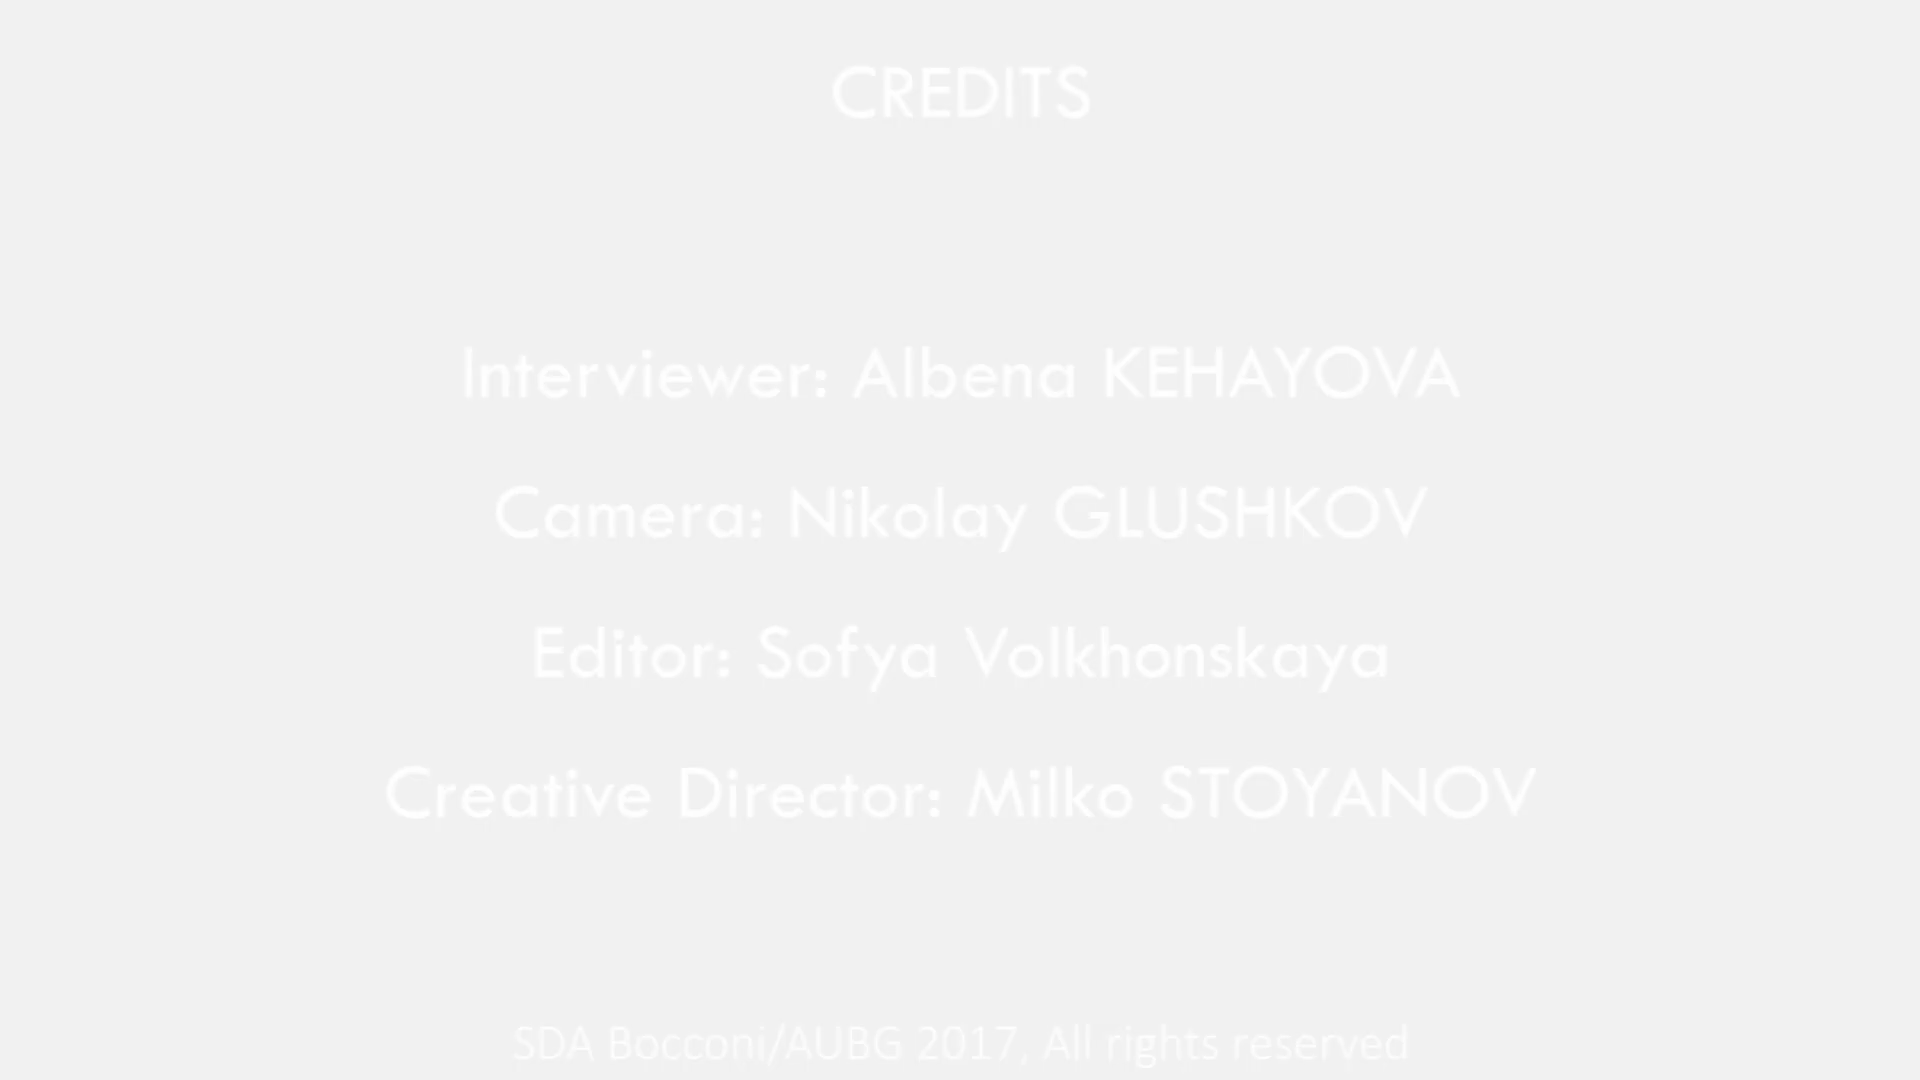 CREDITS
Interviewer: Albena KEHAYOVA
Camera: Nikolay GLUSHKOV
Editor: Sofya Volkhonskaya
Creative Director: Milko STOYANOV
SDA Bocconi/AUBG 2017, All rights reserved